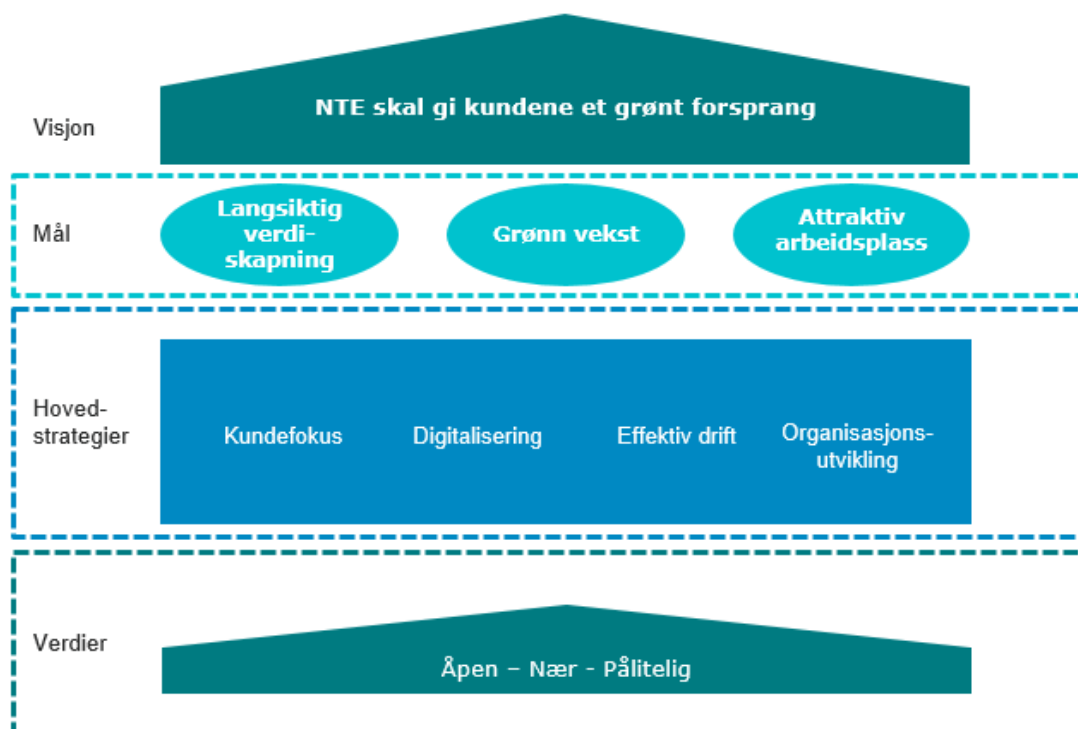 NTE skal gi kundene et grønt forsprang
Visjon
Mål
Langsiktig
verdi-
skapning
Grønn vekst
Attraktiv
arbeidsplass
Hoved-
strategier
Kundefokus
Digitalisering
Effektiv drift
Organisasjons-
utvikling
Verdier
Åpen – Nær - Pålitelig